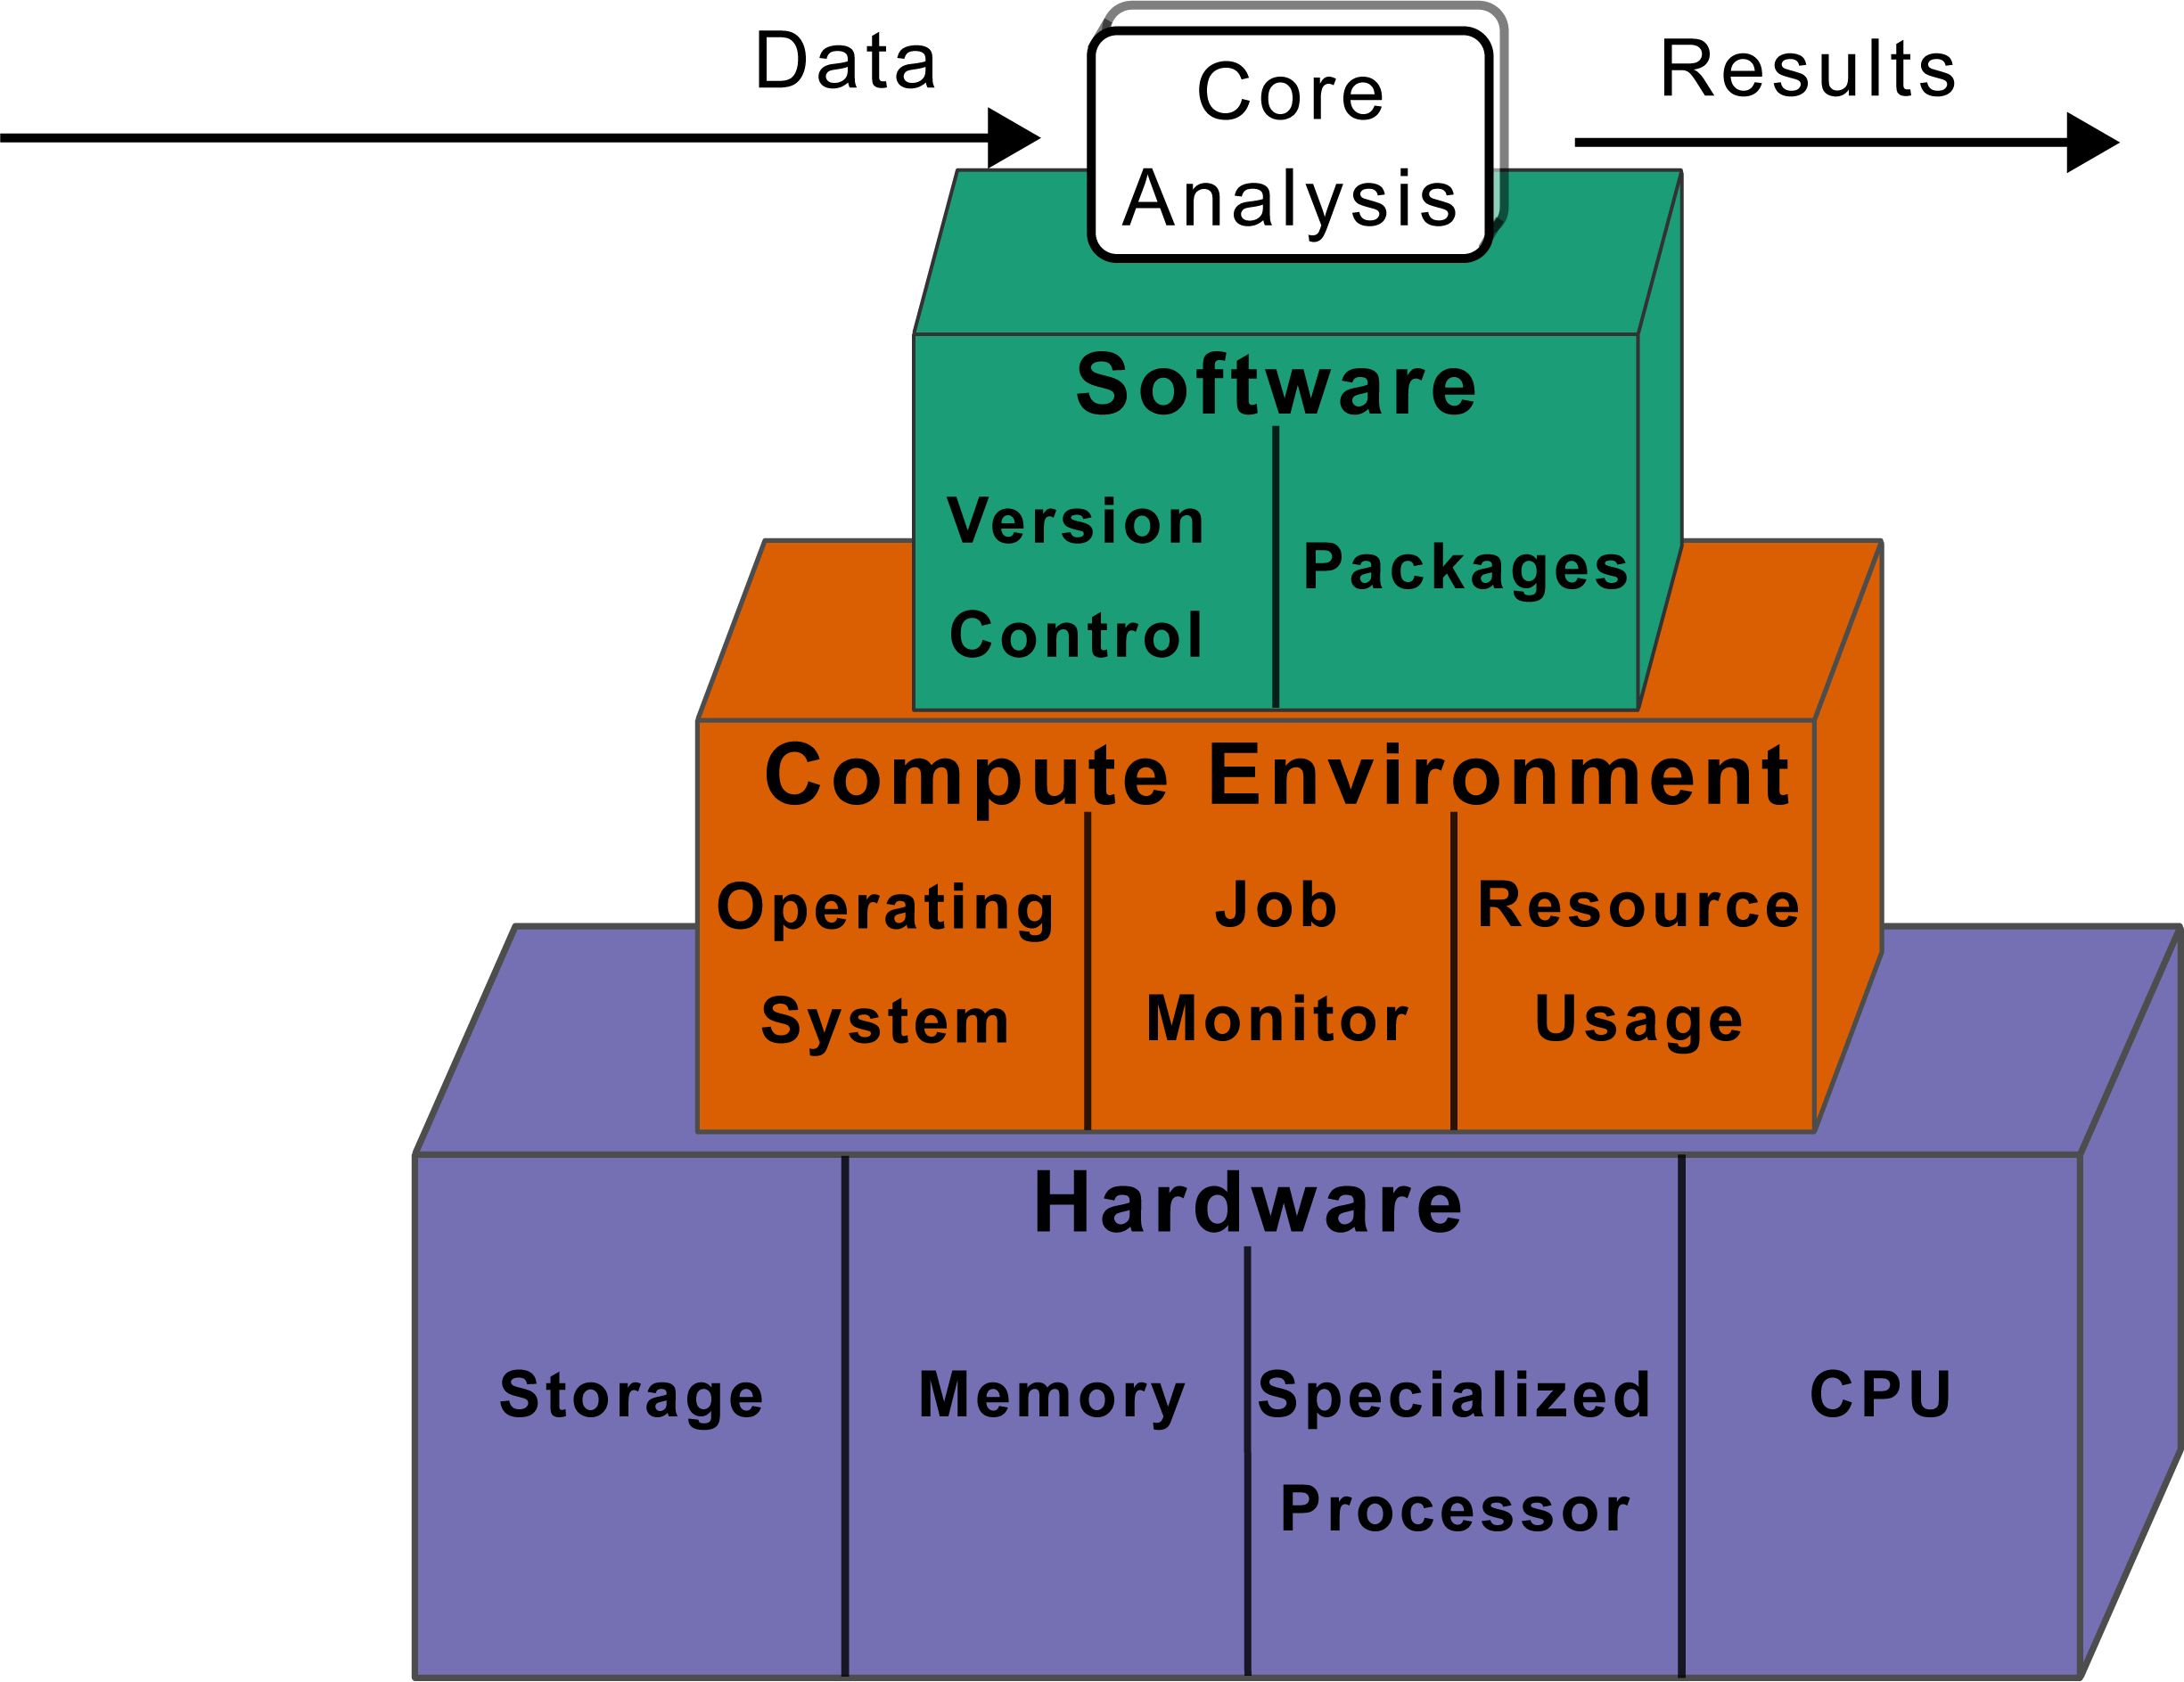 Data
Core
Analysis
Results
Software
Version
Control
Packages
Compute Environment
Operating
System
Job
Monitor
Resource
Usage
Hardware
Storage
Memory
Specialized
Processor
CPU